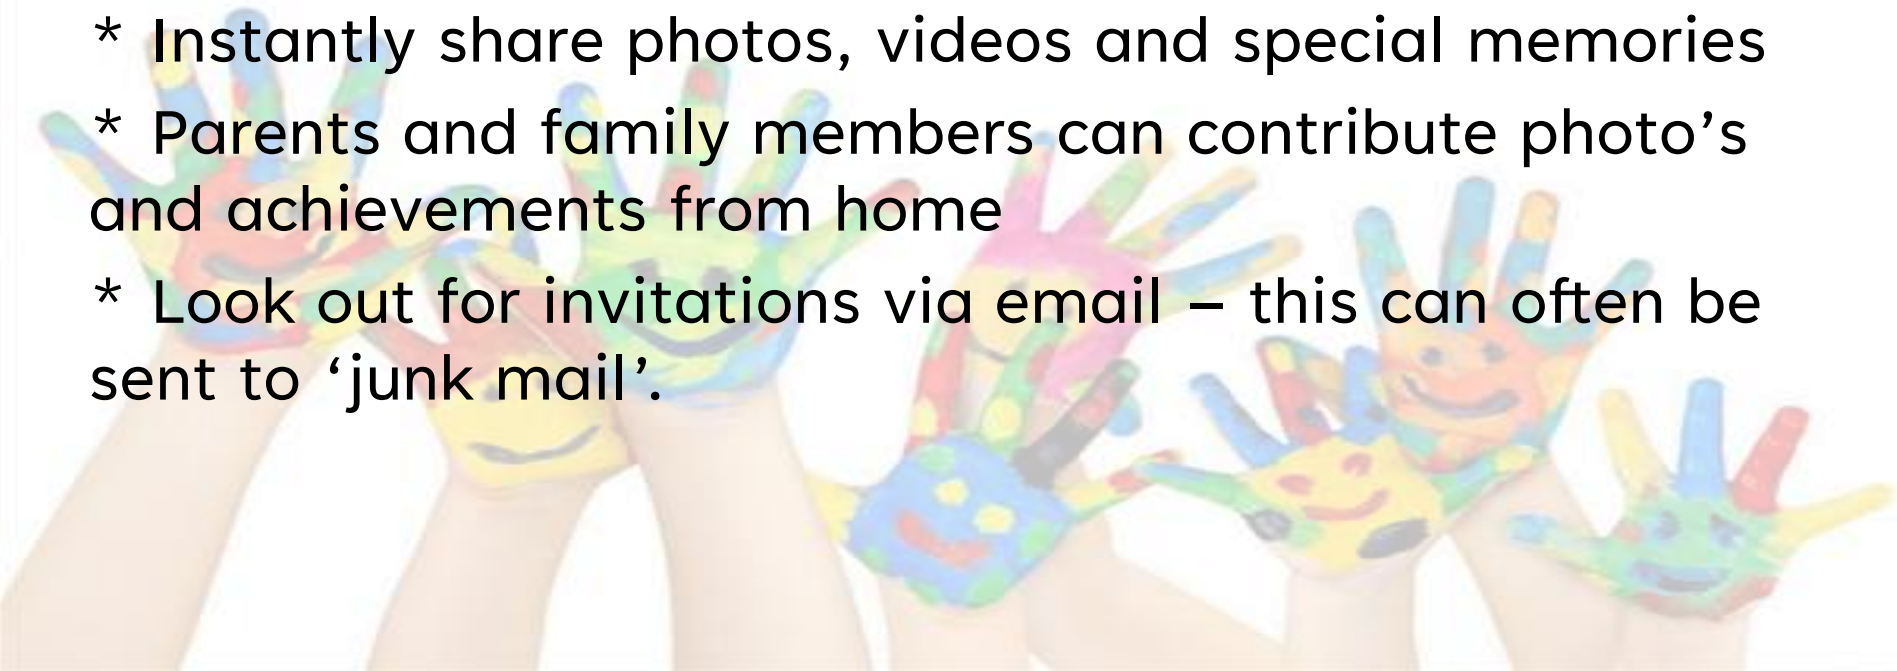 * Instantly share photos, videos and special memories
* Parents and family members can contribute photo’s
and achievements from home
* Look out for invitations via email – this can often be
sent to ‘junk mail’.